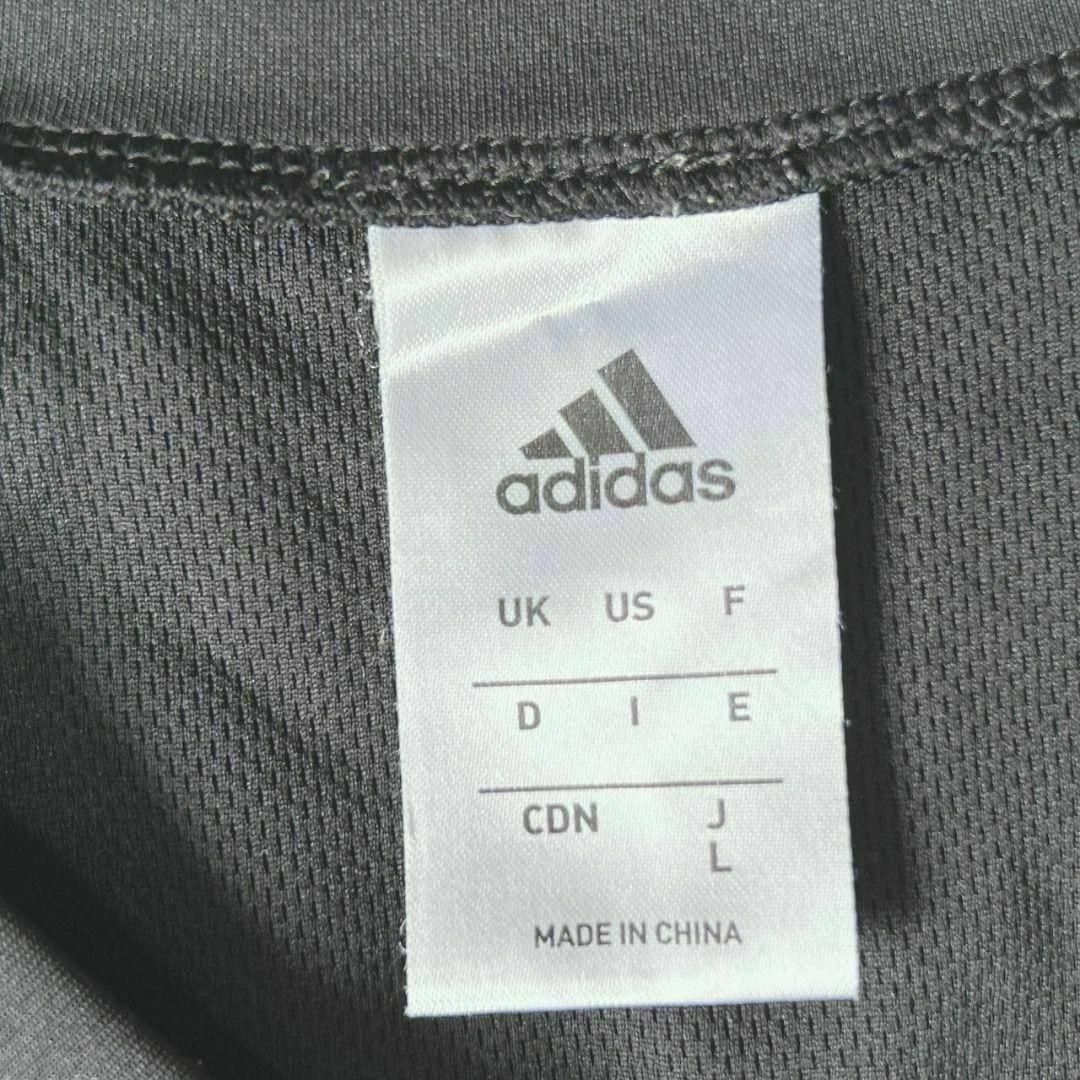 adidas
UK US F
D I E
CDN J
L
MADE IN CHINA